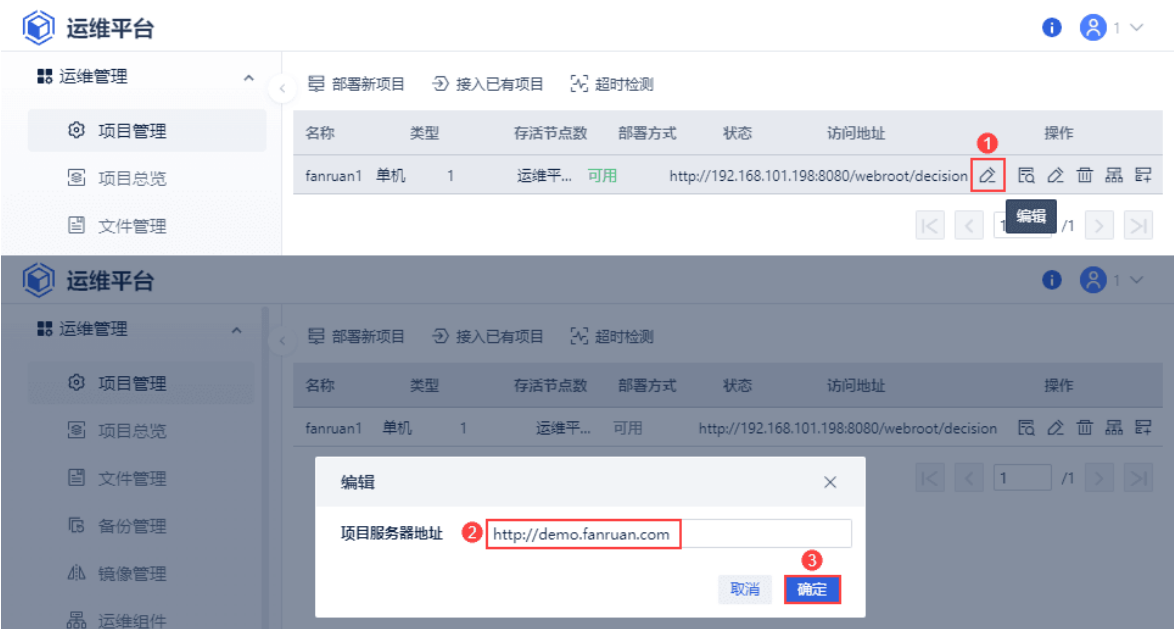 运维平台 1
运维管理
部署新项目 接入已有项目 超时检测
项目管理
名称 类型 存活节点数 部署方式 状态 访问地址 操作
1
项目总览
fanruan1 单机 1 运维平... 可用 http://192.168.101.198:8080/webroot/decision
编辑
文件管理
1 /1
运维平台 1
运维管理
部署新项目 接入已有项目 超时检测
项目管理
名称 类型 存活节点数 部署方式 状态 访问地址 操作
项目总览
fanruan1 单机 1 运维平... 可用 http://192.168.101.198:8080/webroot/decision
文件管理
1 /1
备份管理
镜像管理
运维组件
编辑
项目服务器地址 2 http://demo.fanruan.com
3
取消 确定